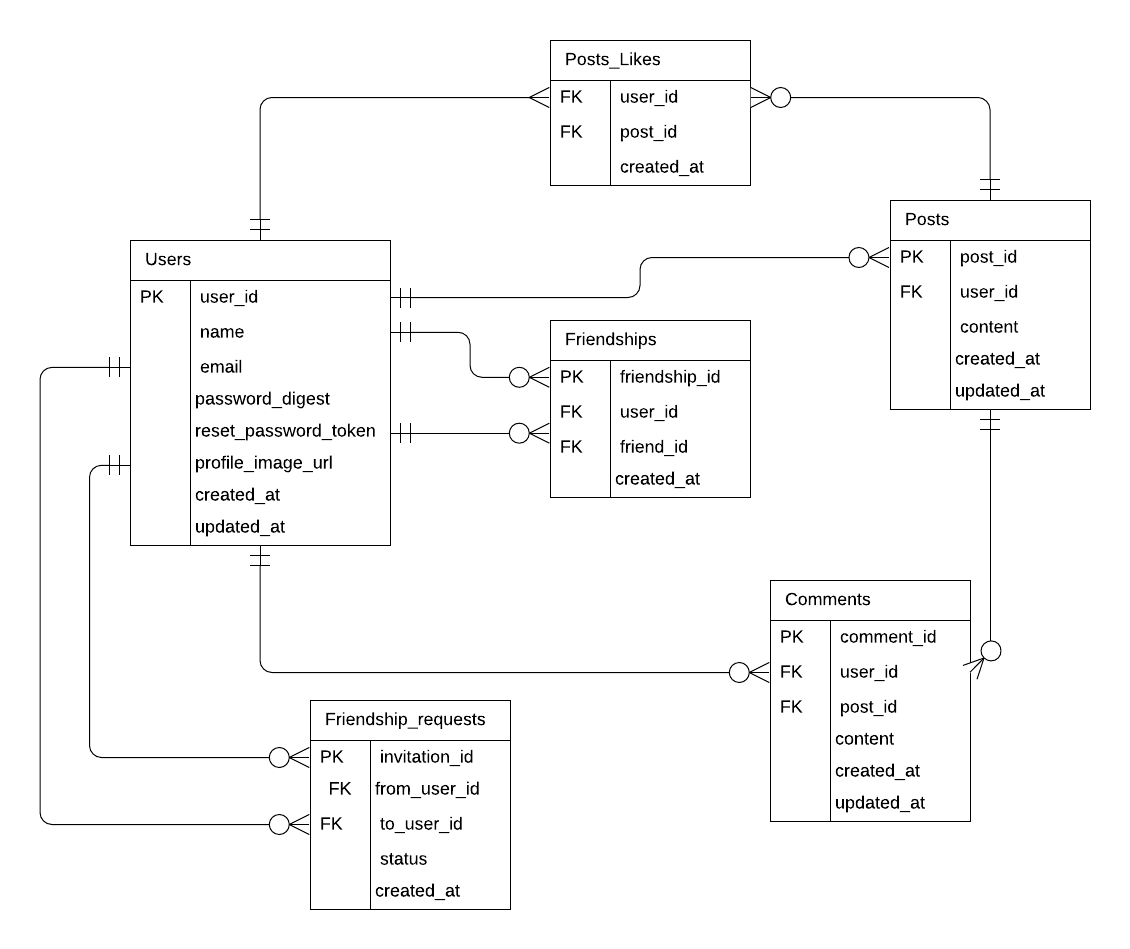 Posts_Likes
FK user_id
FK post_id
created_at
Posts
PK post_id
FK user_id
content
created_at
updated_at
Users
PK user_id
name
email
password_digest
reset_password_token
profile_image_url
created_at
updated_at
Friendships
PK friendship_id
FK user_id
FK friend_id
created_at
Comments
PK comment_id
FK user_id
FK post_id
content
created_at
updated_at
Friendship_requests
PK invitation_id
FK from_user_id
FK to_user_id
status
created_at